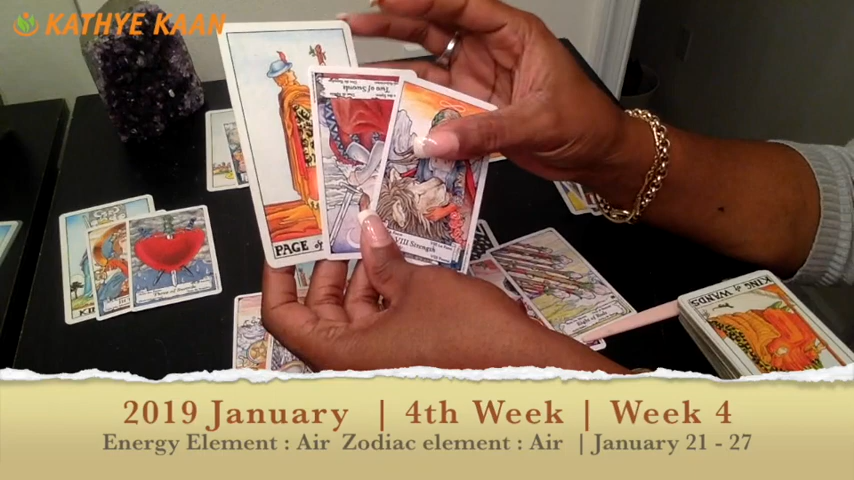 KATHYE KAAN
Two of Swords
PAGE of
VIII Strength
KING of WANDS
2019 January | 4th Week | Week 4
Energy Element : Air Zodiac element : Air | January 21 - 27